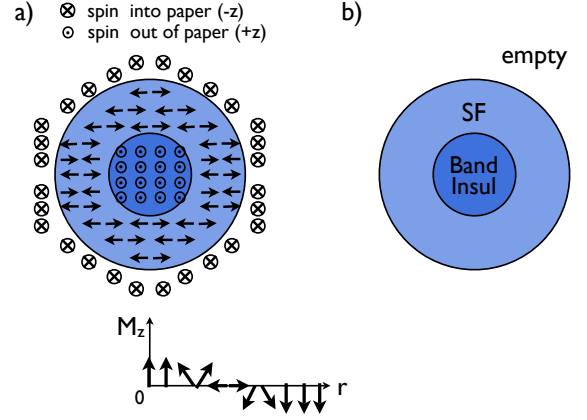 a)
⊗ spin into paper (-z)
⊙ spin out of paper (+z)
b)
empty
SF
Band
Insul
Mz
0
r